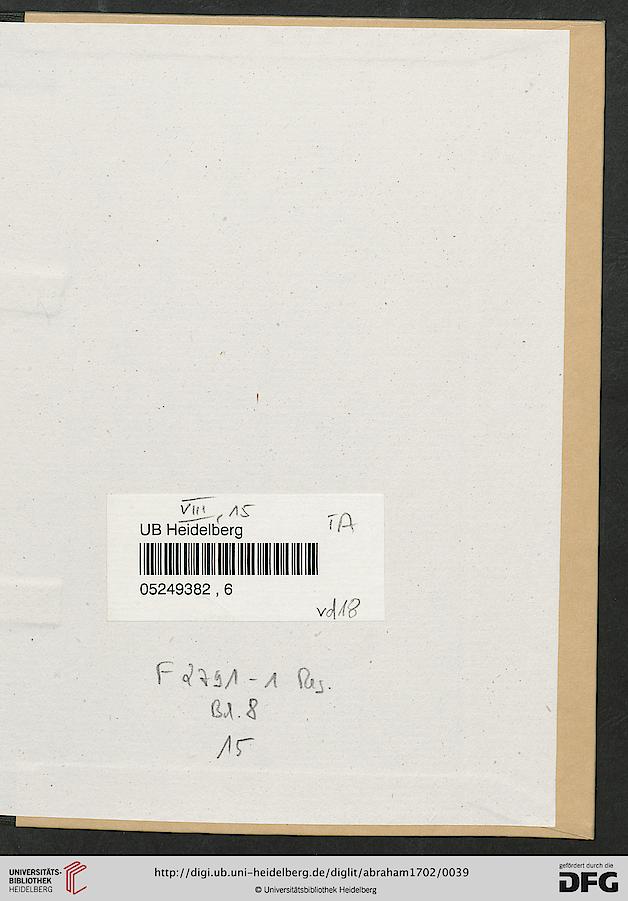 VIII, 15
UB Heidelberg
TA
05249382 , 6
vd18
F 2791-1 Res.
Bd. 8
15
UNIVERSITÄTS-
BIBLIOTHEK
HEIDELBERG
http://digi.ub.uni-heidelberg.de/diglit/abraham1702/0039
© Universitätsbibliothek Heidelberg
gefördert durch die
DFG